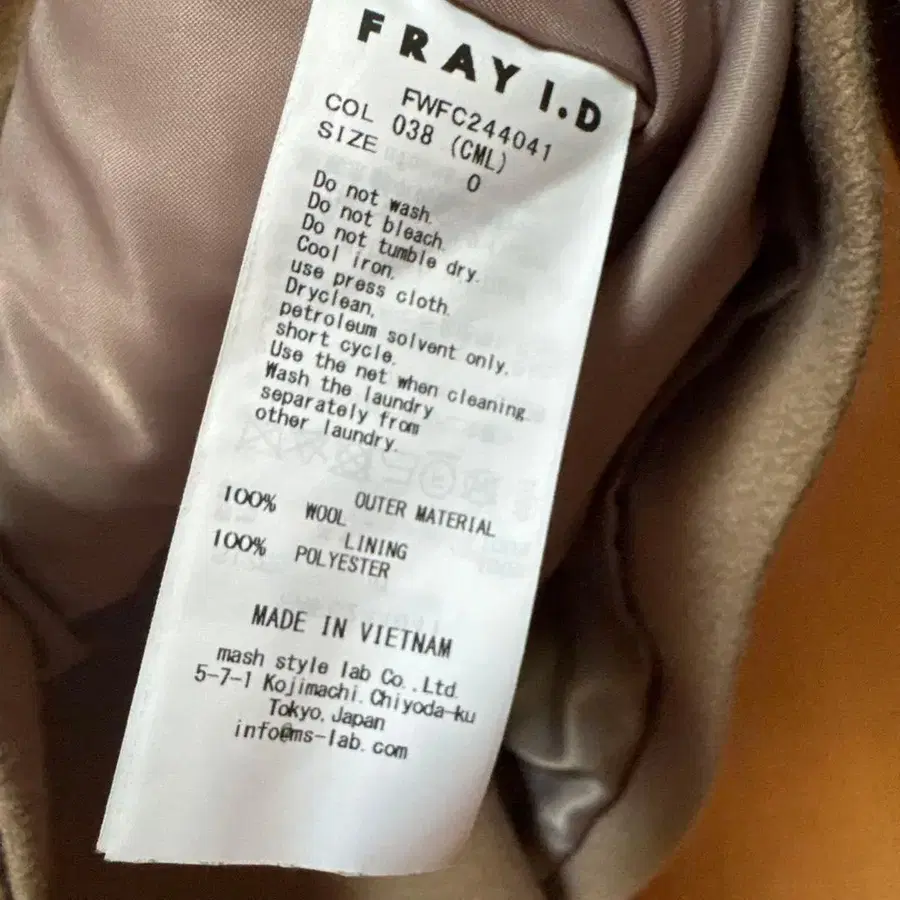 FRAY I.D
FWFC244041
COL 038 (CML)
SIZE 0
Do not wash.
Do not bleach.
Do not tumble dry.
Cool iron,
use press cloth.
Dryclean,
petroleum solvent only,
short cycle.
Use the net when cleaning.
Wash the laundry
separately from
other laundry.
OUTER MATERIAL
100% WOOL
LINING
100% POLYESTER
MADE IN VIETNAM
mash style lab Co.,Ltd.
5-7-1 Kojimachi.Chiyoda-ku
Tokyo,Japan
info@ms-lab.com